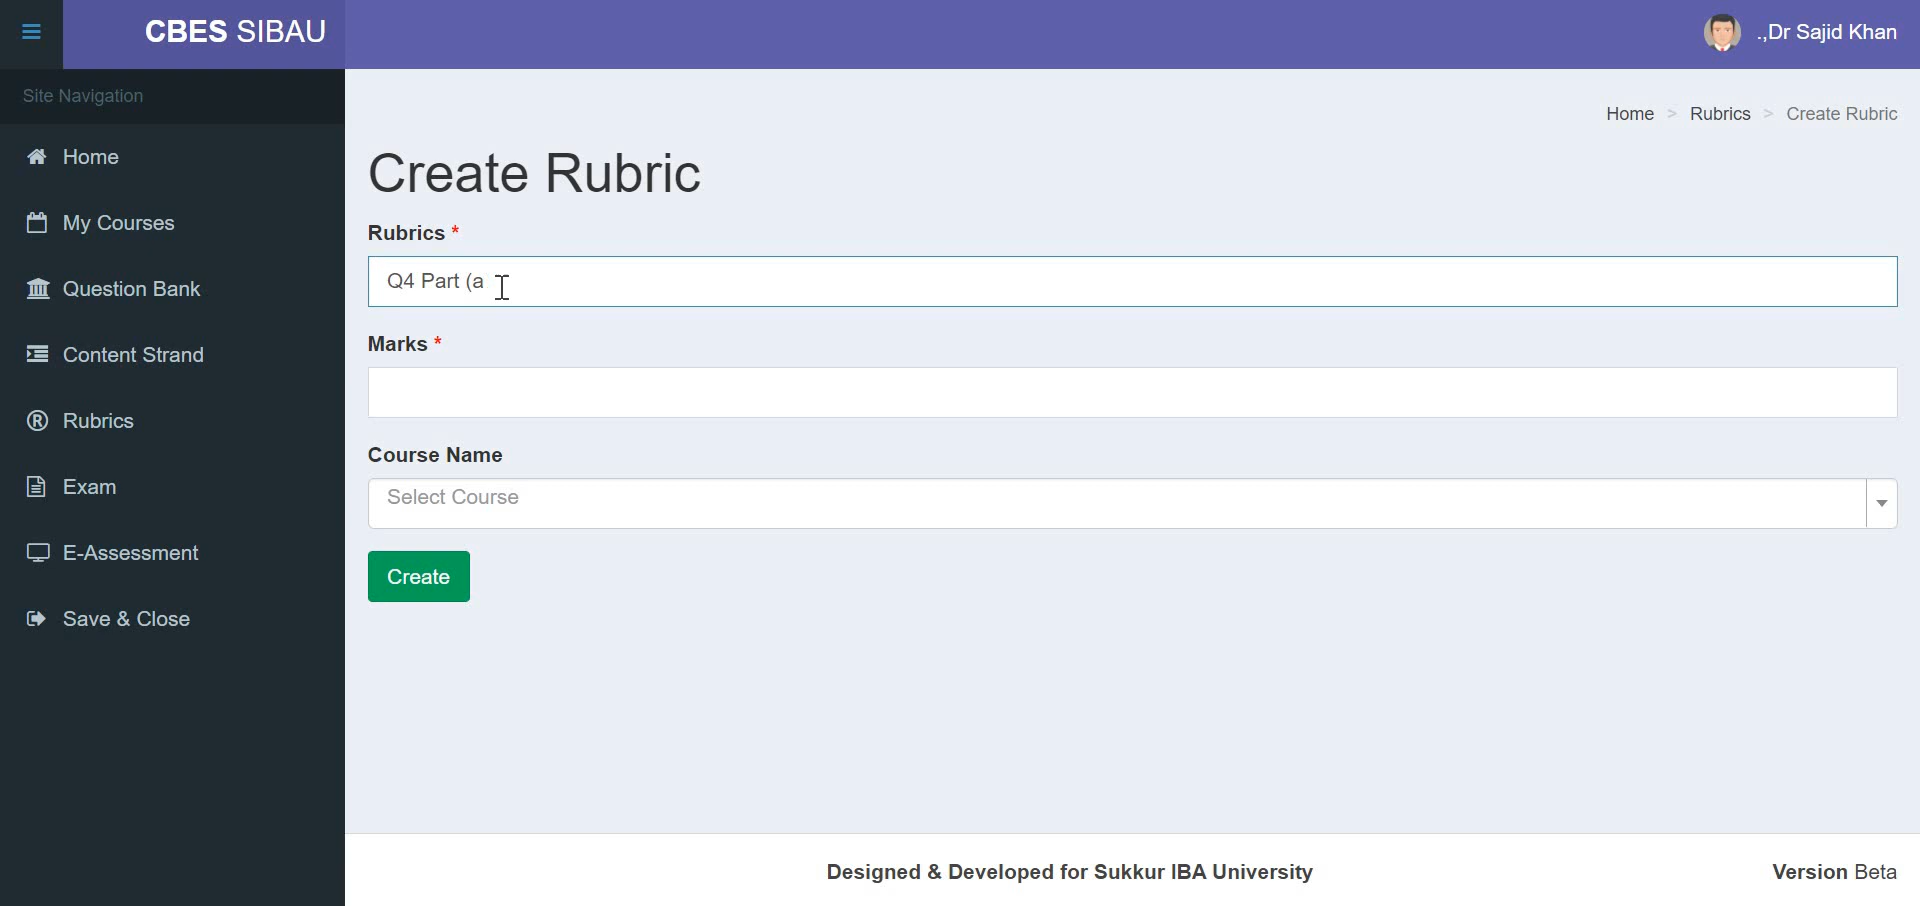 CBES SIBAU
.,Dr Sajid Khan
Site Navigation
Home
My Courses
Question Bank
Content Strand
Rubrics
Exam
E-Assessment
Save & Close
Home > Rubrics > Create Rubric
Create Rubric
Rubrics *
Q4 Part (a
Marks *
Course Name
Select Course
Create
Designed & Developed for Sukkur IBA University
Version Beta